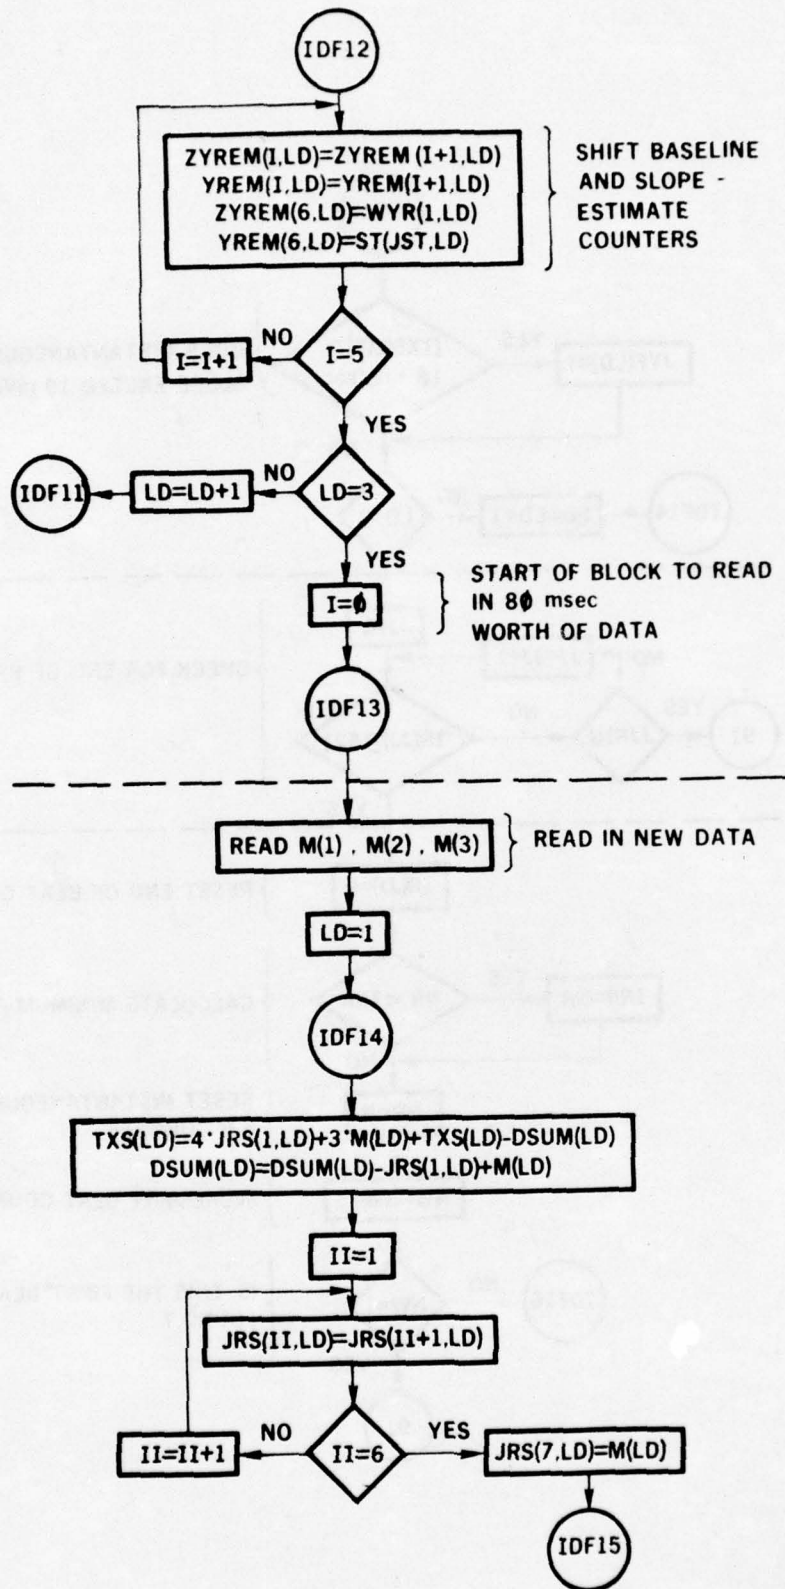 IDF12
ZYREM(I,LD)=ZYREM(I+1,LD)
YREM(I,LD)=YREM(I+1,LD)
ZYREM(6,LD)=WYR(1,LD)
YREM(6,LD)=ST(JST,LD)
SHIFT BASELINE
AND SLOPE -
ESTIMATE
COUNTERS
I=5
NO
I=I+1
YES
LD=3
NO
LD=LD+1
IDF11
YES
I=Ø
START OF BLOCK TO READ
IN 8Ø msec
WORTH OF DATA
IDF13
READ M(1) , M(2) , M(3)
READ IN NEW DATA
LD=1
IDF14
TXS(LD)=4*JRS(1,LD)+3*M(LD)+TXS(LD)-DSUM(LD)
DSUM(LD)=DSUM(LD)-JRS(1,LD)+M(LD)
II=1
JRS(II,LD)=JRS(II+1,LD)
II=6
NO
II=II+1
YES
JRS(7,LD)=M(LD)
IDF15